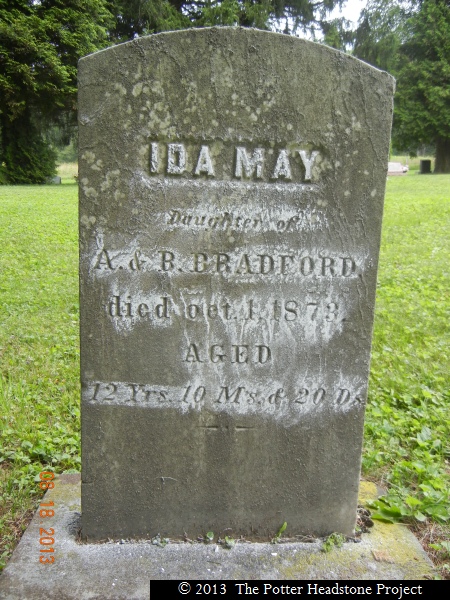 IDA MAY
Daughter of
A. & B. BRADFORD
died oct. 1, 1873.
AGED
12 Yrs. 10 Ms. & 20 Ds.
08 18 2013
© 2013 The Potter Headstone Project